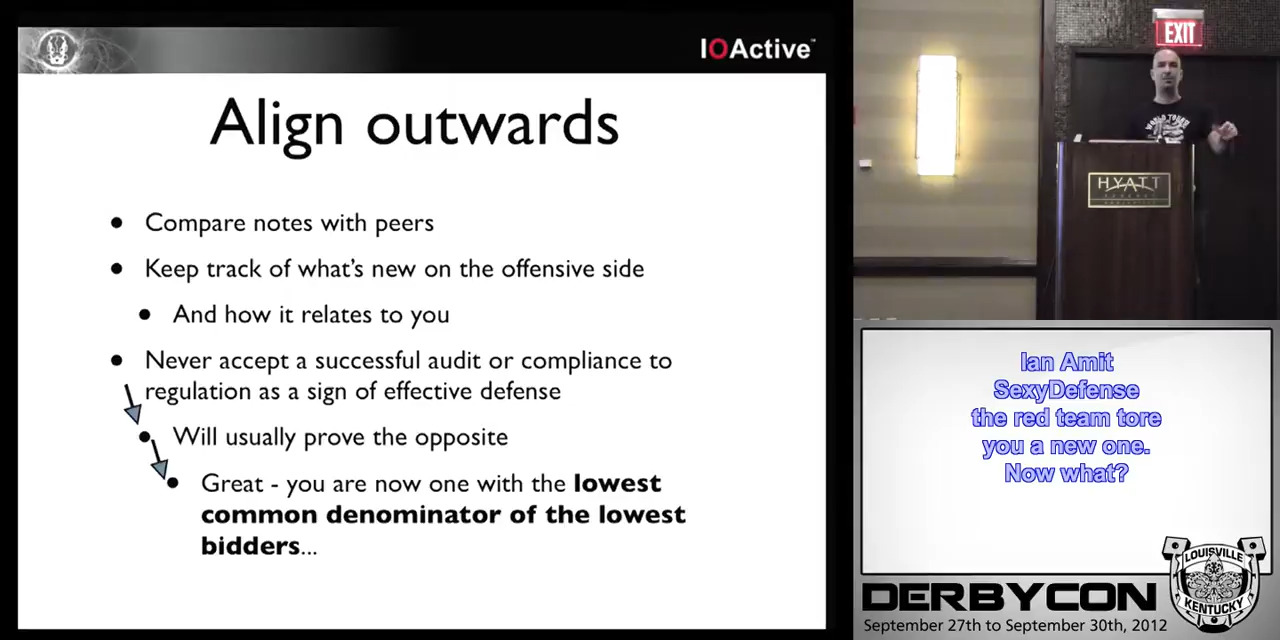 IOActive™
Align outwards
• Compare notes with peers
• Keep track of what's new on the offensive side
• And how it relates to you
• Never accept a successful audit or compliance to
regulation as a sign of effective defense
• Will usually prove the opposite
• Great - you are now one with the lowest
common denominator of the lowest
bidders...
EXIT
HYATT
Ian Amit
SexyDefense
the red team tore
you a new one.
Now what?
LOUISVILLE
KENTUCKY
DERBYCON
September 27th to September 30th, 2012